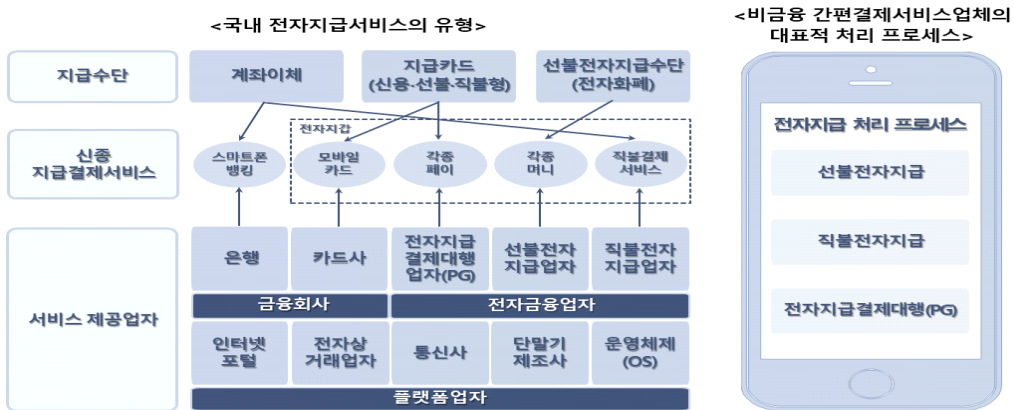 <국내 전자지급서비스의 유형>
지급수단
계좌이체
지급카드
(신용·선불·직불형)
선불전자지급수단
(전자화폐)
신종
지급결제서비스
전자지갑
스마트폰
뱅킹
모바일
카드
각종
페이
각종
머니
직불결제
서비스
서비스 제공업자
은행
카드사
전자지급
결제대행
업자(PG)
선불전자
지급업자
직불전자
지급업자
금융회사
전자금융업자
인터넷
포털
전자상
거래업자
통신사
단말기
제조사
운영체제
(OS)
플랫폼업자
<비금융 간편결제서비스업체의
대표적 처리 프로세스>
전자지급 처리 프로세스
선불전자지급
직불전자지급
전자지급결제대행(PG)